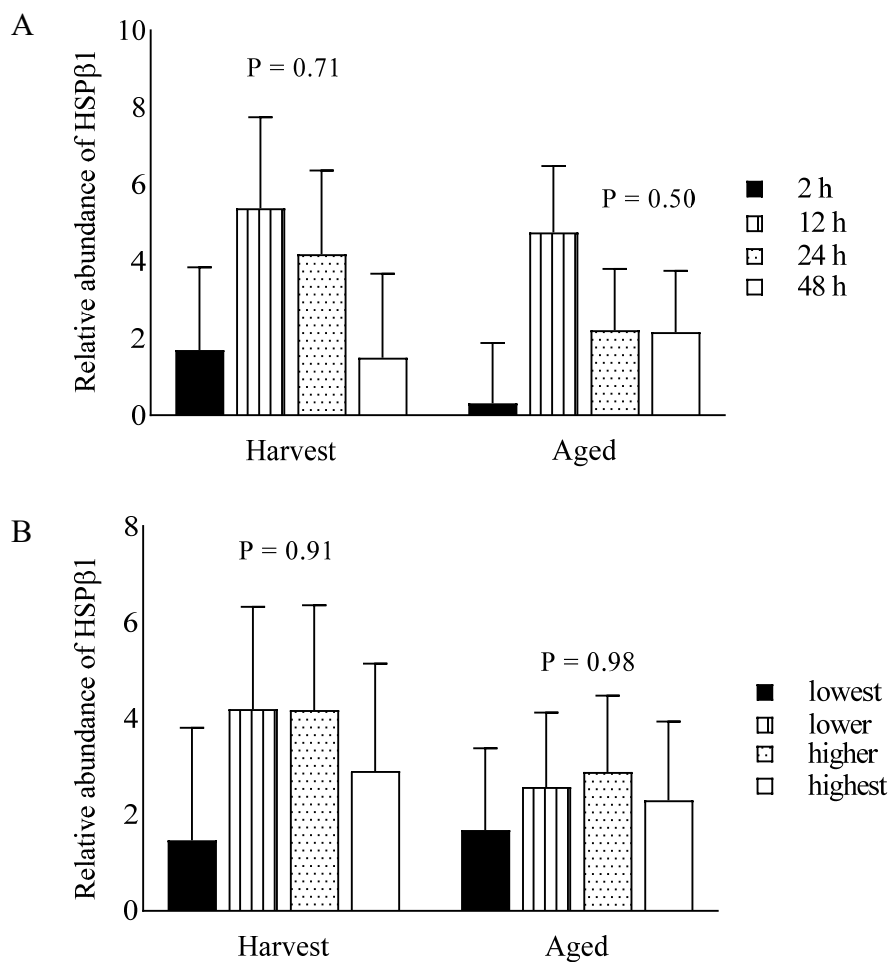 A
Relative abundance of HSPβ1
10
8
6
4
2
0
P = 0.71
P = 0.50
Harvest
Aged
2 h
12 h
24 h
48 h
B
Relative abundance of HSPβ1
8
6
4
2
0
P = 0.91
P = 0.98
Harvest
Aged
lowest
lower
higher
highest